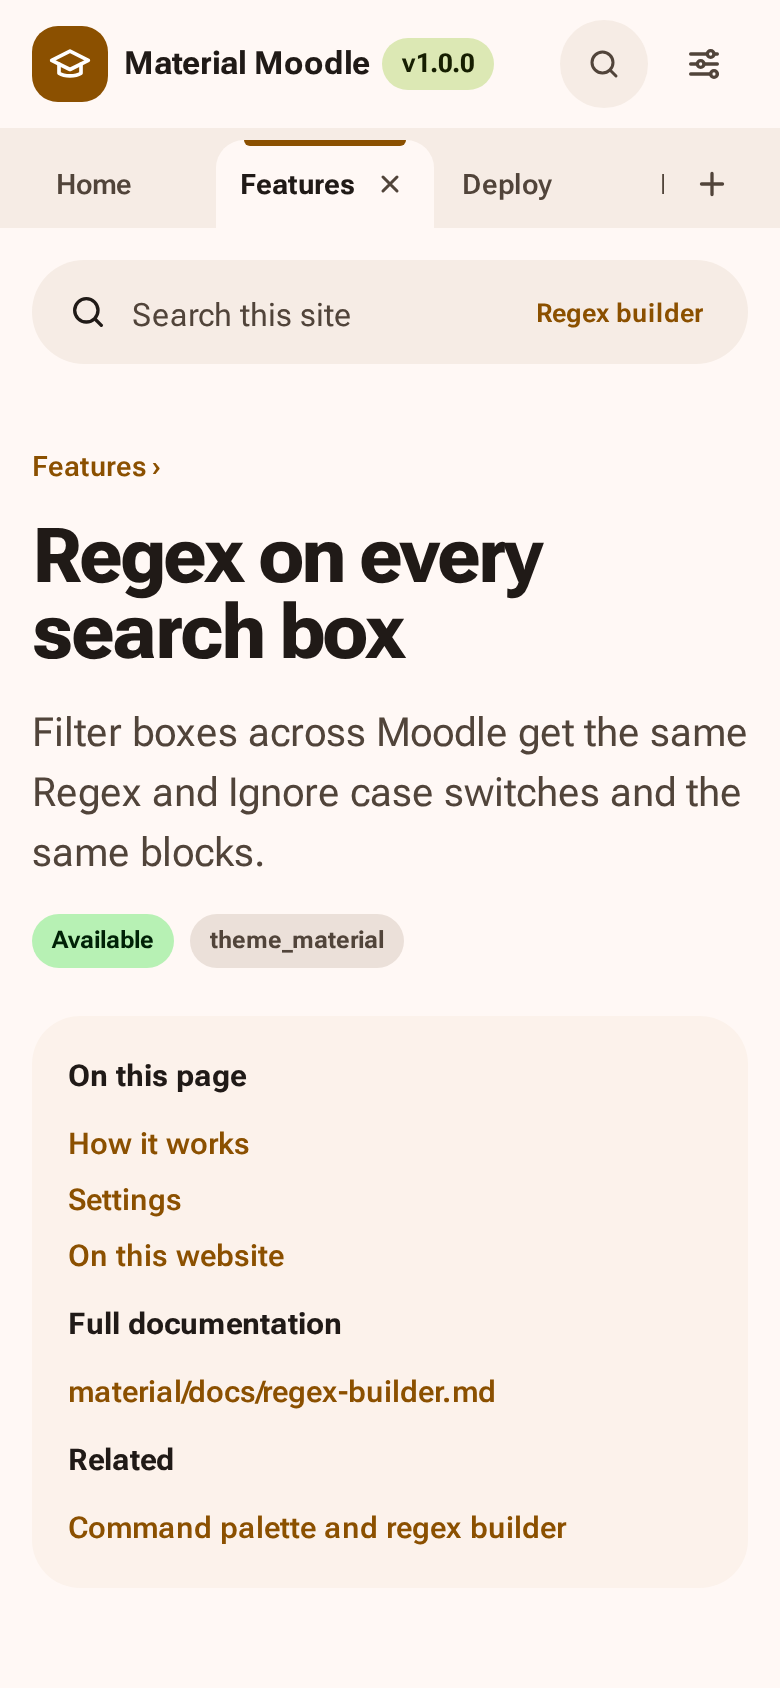 Material Moodle v1.0.0
Home Features Deploy
Search this site Regex builder
Features ›
Regex on every
search box
Filter boxes across Moodle get the same
Regex and Ignore case switches and the
same blocks.
Available theme_material
On this page
How it works
Settings
On this website
Full documentation
material/docs/regex-builder.md
Related
Command palette and regex builder